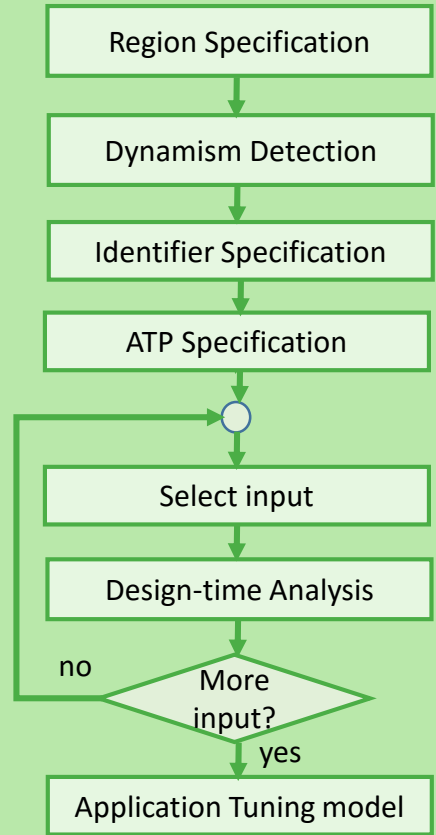 Region Specification
Dynamism Detection
Identifier Specification
ATP Specification
Select input
Design-time Analysis
no
More
input?
yes
Application Tuning model